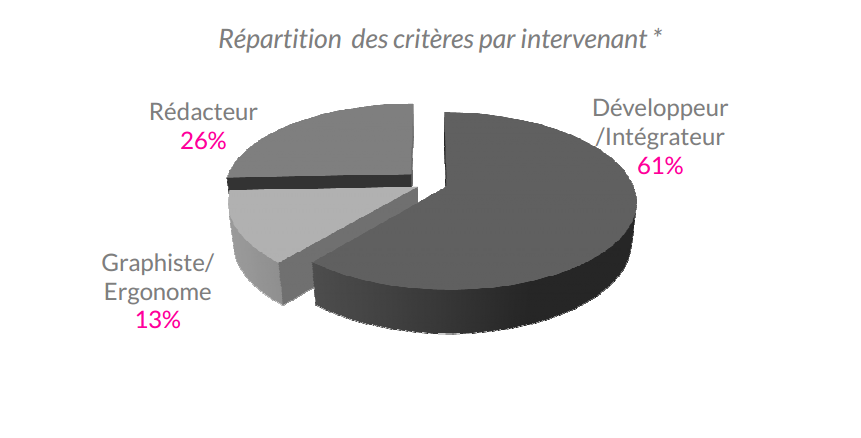 Répartition des critères par intervenant *
Rédacteur
26%
Développeur
/Intégrateur
61%
Graphiste/
Ergonome
13%